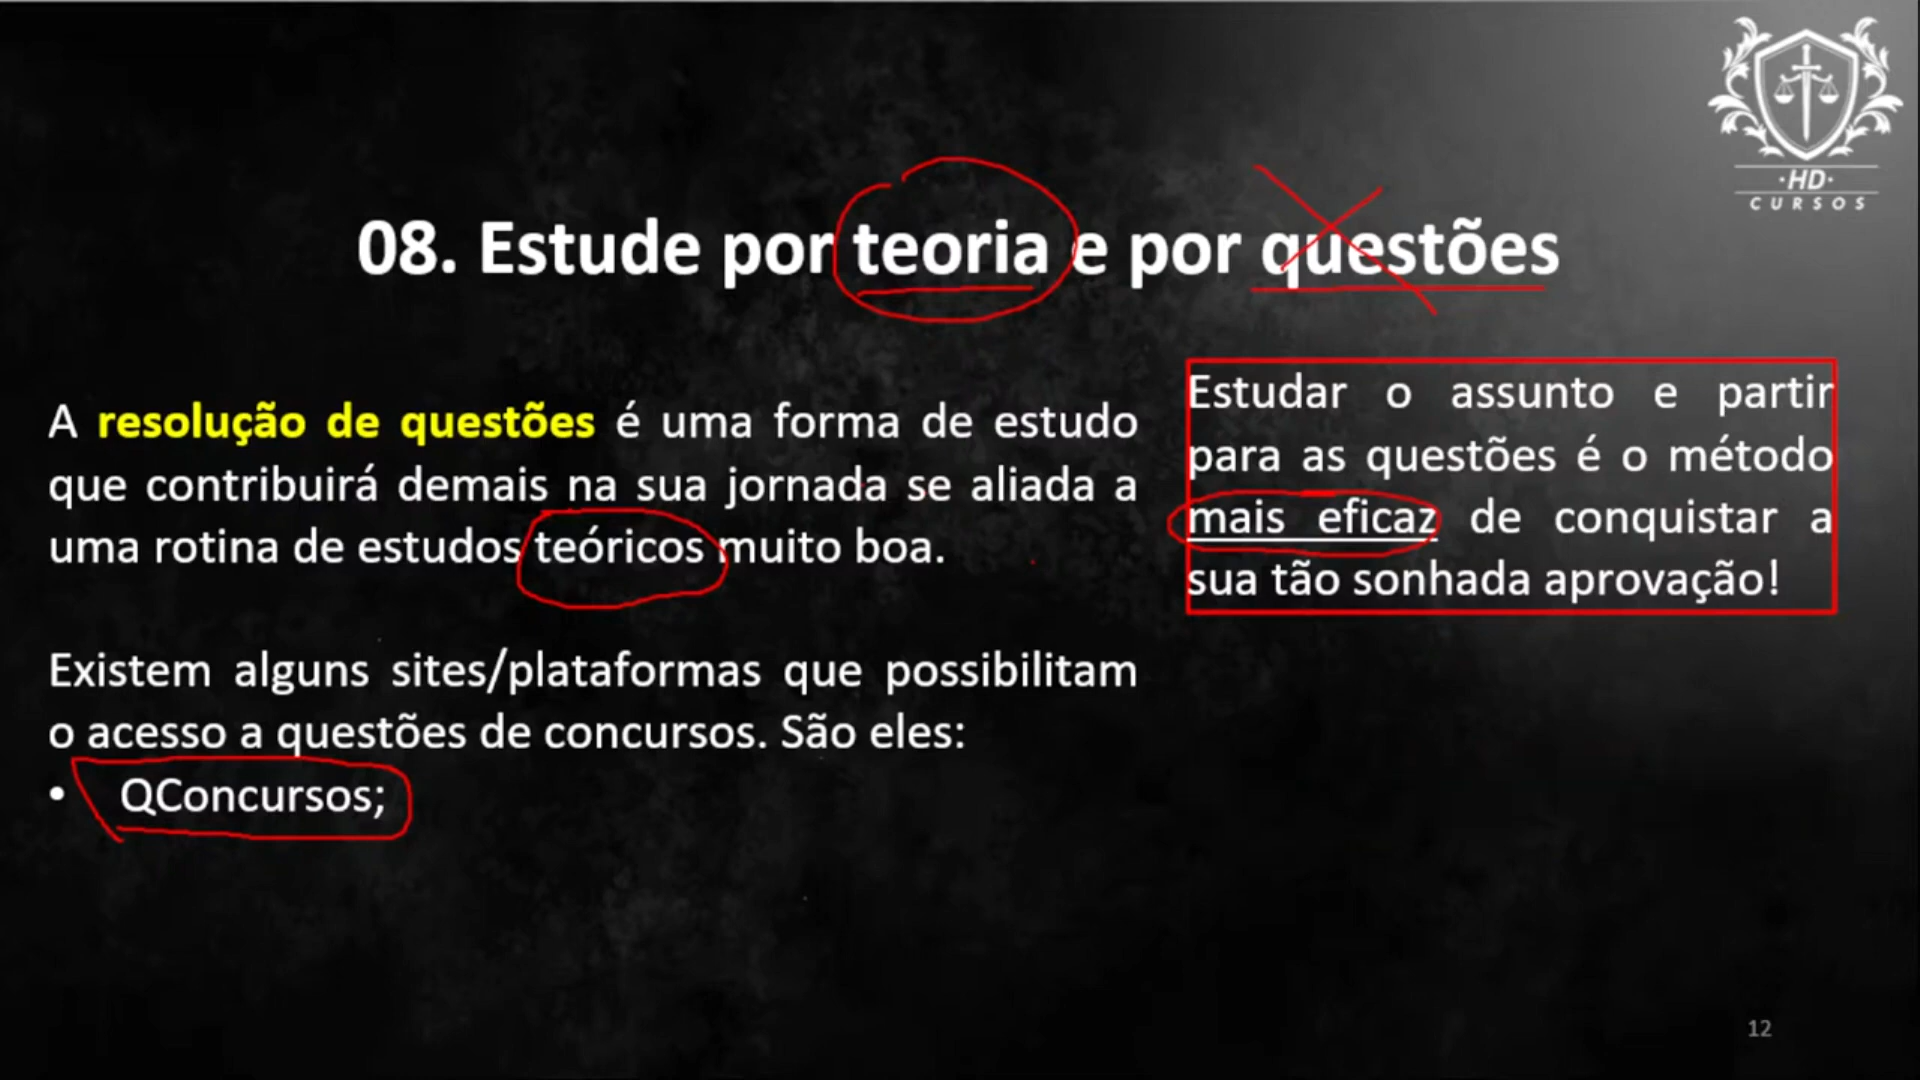 ·HD·
CURSOS
08. Estude por teoria e por questões
A resolução de questões é uma forma de estudo
que contribuirá demais na sua jornada se aliada a
uma rotina de estudos teóricos muito boa.
Existem alguns sites/plataformas que possibilitam
o acesso a questões de concursos. São eles:
• QConcursos;
Estudar o assunto e partir
para as questões é o método
mais eficaz de conquistar a
sua tão sonhada aprovação!
12